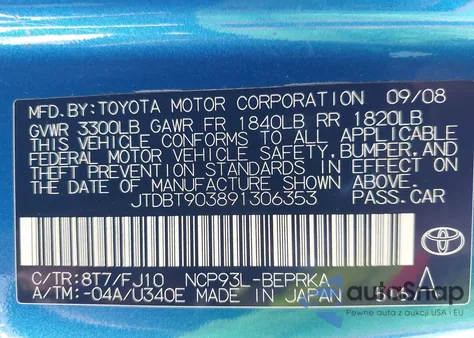 MFD. BY: TOYOTA MOTOR CORPORATION 09/08
GVWR 3300LB GAWR FR 1840LB RR 1820LB
THIS VEHICLE CONFORMS TO ALL APPLICABLE
FEDERAL MOTOR VEHICLE SAFETY, BUMPER, AND
THEFT PREVENTION STANDARDS IN EFFECT ON
THE DATE OF MANUFACTURE SHOWN ABOVE.
JTDBT903891306353 PASS. CAR
TOYOTA
C/TR: 8T7/FJ10 NCP93L-BEPRKA A
A/TM: -04A/U340E MADE IN JAPAN
autoSnap
Pewne auta z aukcji USA i EU